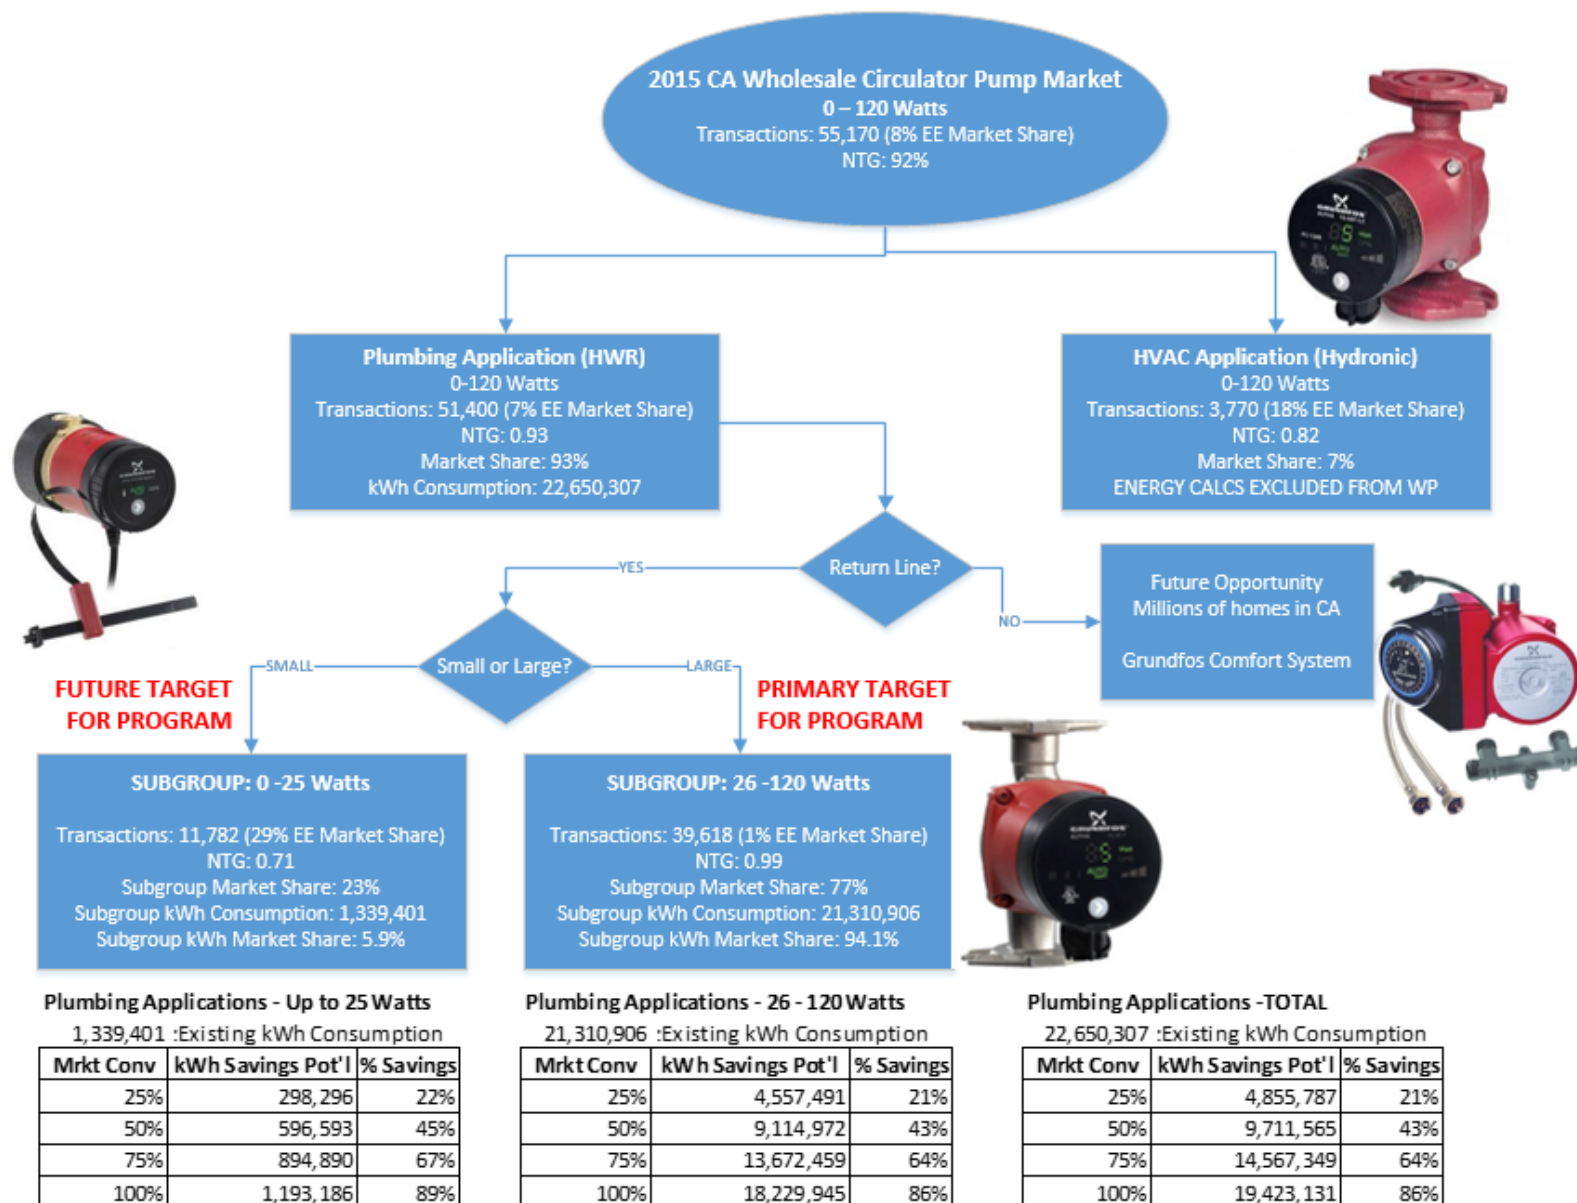 2015 CA Wholesale Circulator Pump Market
0 – 120 Watts
Transactions: 55,170 (8% EE Market Share)
NTG: 92%
Plumbing Application (HWR)
0-120 Watts
Transactions: 51,400 (7% EE Market Share)
NTG: 0.93
Market Share: 93%
kWh Consumption: 22,650,307
HVAC Application (Hydronic)
0-120 Watts
Transactions: 3,770 (18% EE Market Share)
NTG: 0.82
Market Share: 7%
ENERGY CALCS EXCLUDED FROM WP
Return Line?
YES
NO
Future Opportunity
Millions of homes in CA
Grundfos Comfort System
Small or Large?
SMALL
LARGE
FUTURE TARGET
FOR PROGRAM
PRIMARY TARGET
FOR PROGRAM
SUBGROUP: 0 -25 Watts
Transactions: 11,782 (29% EE Market Share)
NTG: 0.71
Subgroup Market Share: 23%
Subgroup kWh Consumption: 1,339,401
Subgroup kWh Market Share: 5.9%
SUBGROUP: 26 -120 Watts
Transactions: 39,618 (1% EE Market Share)
NTG: 0.99
Subgroup Market Share: 77%
Subgroup kWh Consumption: 21,310,906
Subgroup kWh Market Share: 94.1%
GRUNDFOS
GRUNDFOS
Plumbing Applications - Up to 25 Watts
1,339,401 :Existing kWh Consumption
Mrkt Conv kWh Savings Pot'l % Savings
25% 298,296 22%
50% 596,593 45%
75% 894,890 67%
100% 1,193,186 89%
Plumbing Applications - 26 - 120 Watts
21,310,906 :Existing kWh Consumption
Mrkt Conv kWh Savings Pot'l % Savings
25% 4,557,491 21%
50% 9,114,972 43%
75% 13,672,459 64%
100% 18,229,945 86%
Plumbing Applications -TOTAL
22,650,307 :Existing kWh Consumption
Mrkt Conv kWh Savings Pot'l % Savings
25% 4,855,787 21%
50% 9,711,565 43%
75% 14,567,349 64%
100% 19,423,131 86%